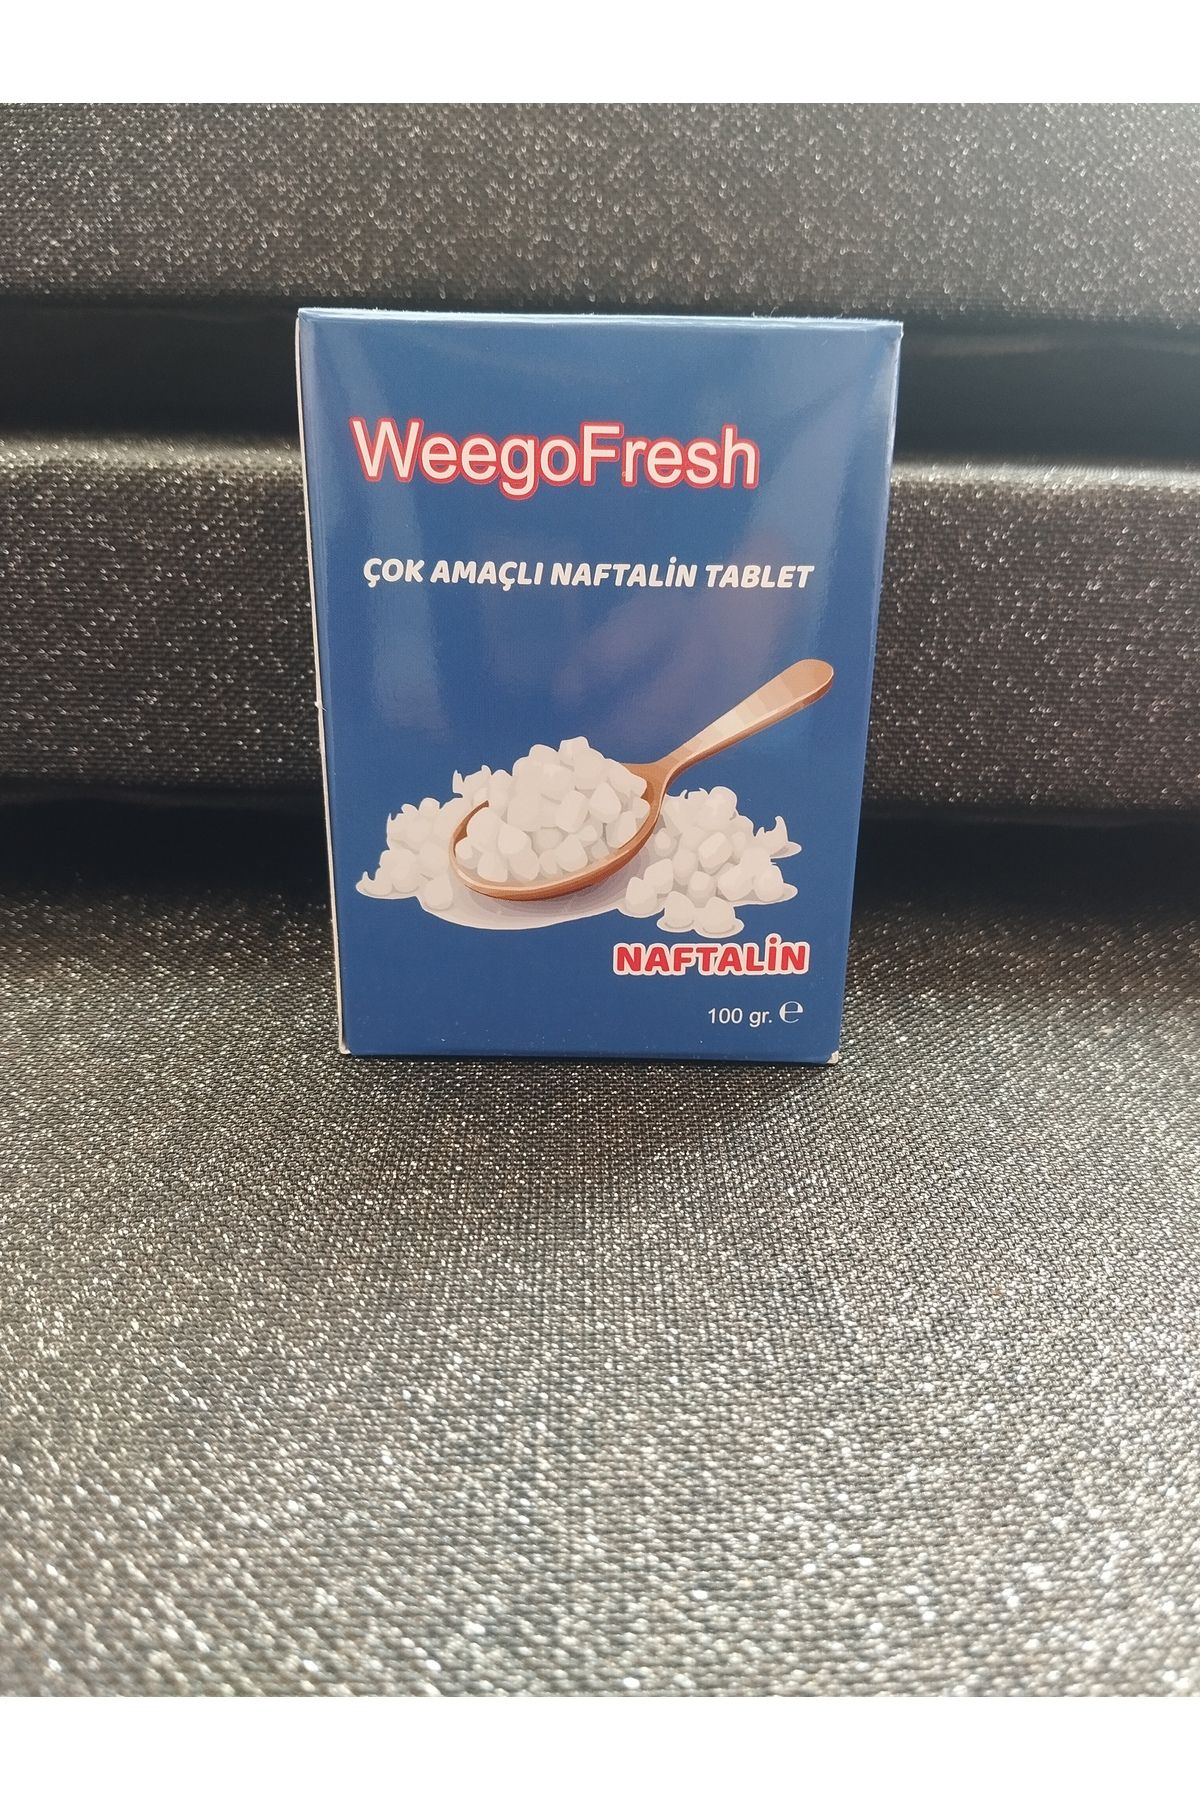 WeegoFresh
ÇOK AMAÇLI NAFTALİN TABLET
NAFTALİN
100 gr. ℮